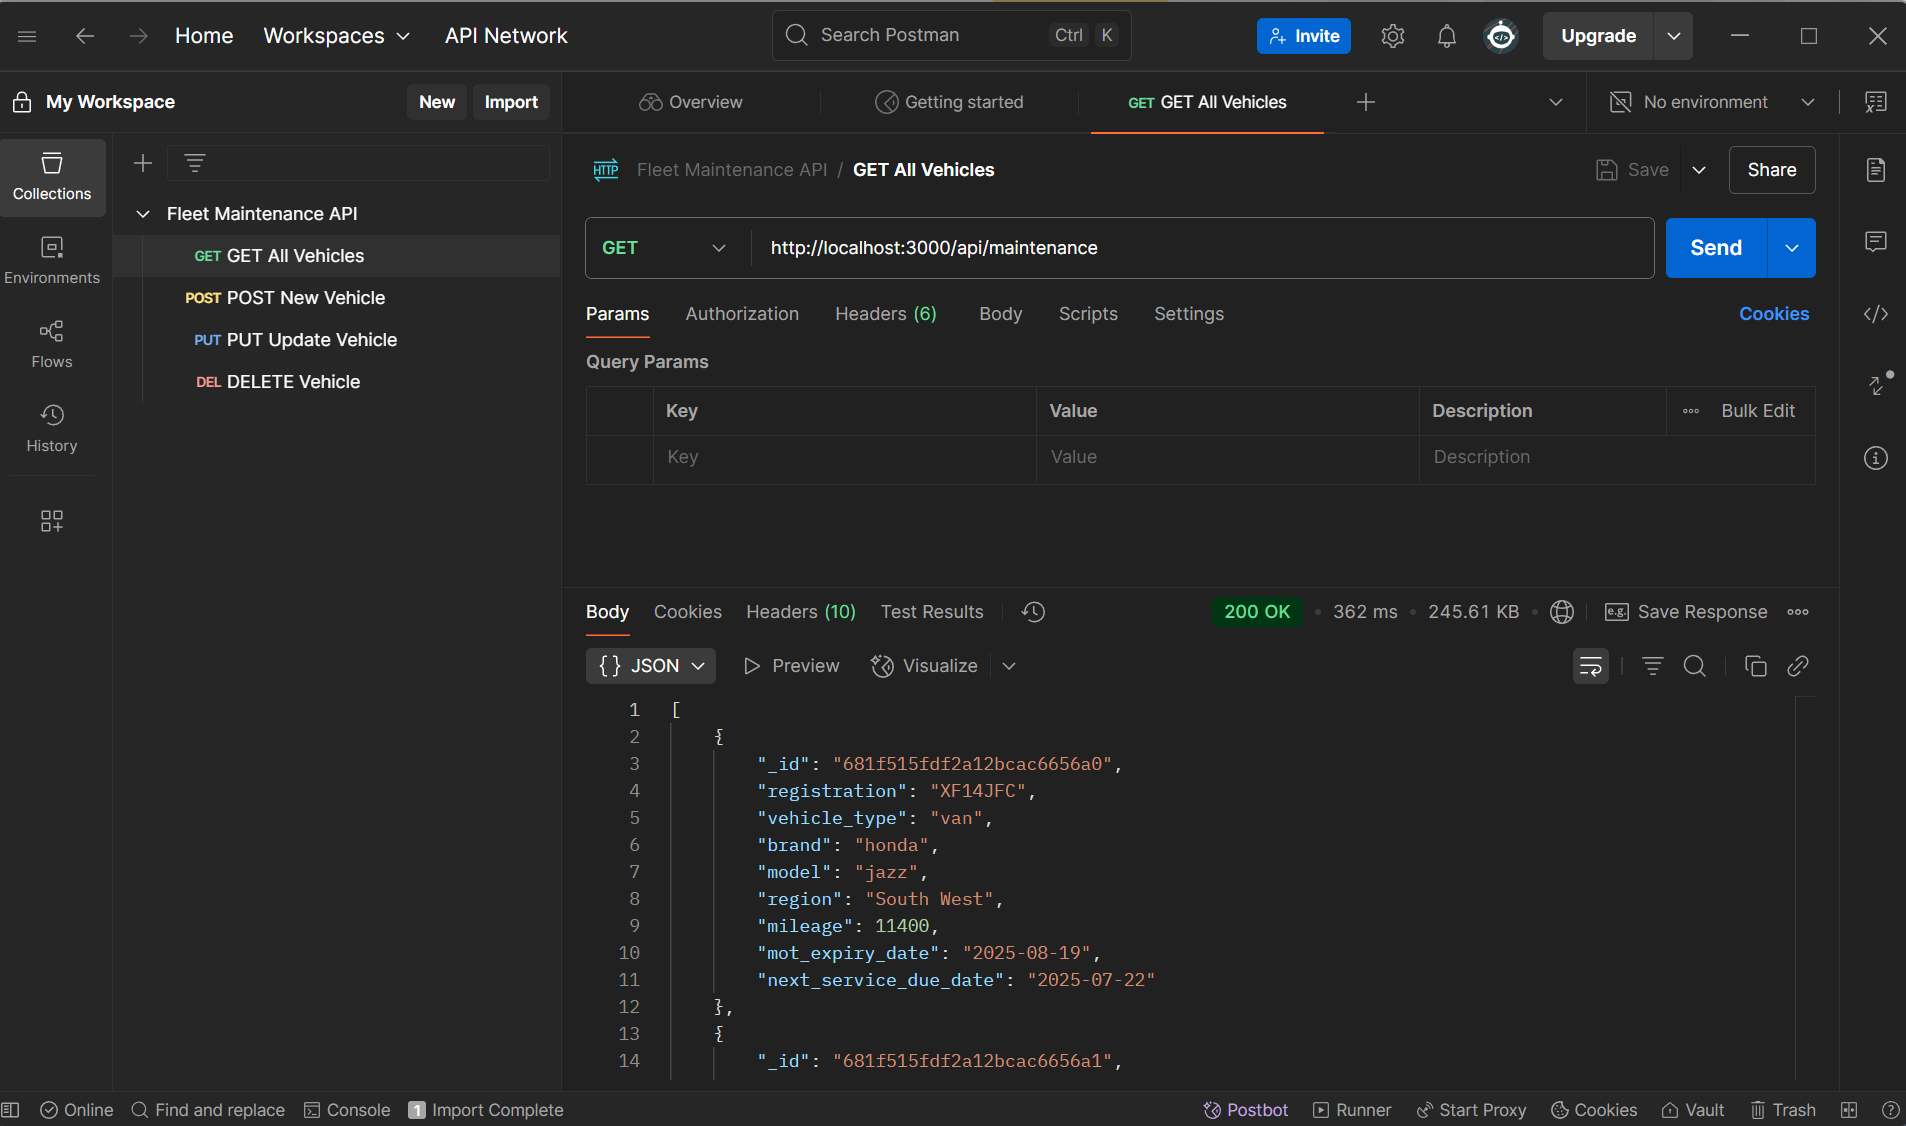 Home Workspaces API Network Search Postman Ctrl K Invite Upgrade
My Workspace New Import Overview Getting started GET GET All Vehicles No environment
Collections
Environments
Flows
History
Fleet Maintenance API
GET GET All Vehicles
POST POST New Vehicle
PUT PUT Update Vehicle
DEL DELETE Vehicle
HTTP Fleet Maintenance API / GET All Vehicles Save Share
GET http://localhost:3000/api/maintenance Send
Params Authorization Headers (6) Body Scripts Settings Cookies
Query Params
Key Value Description Bulk Edit
Key Value Description
Body Cookies Headers (10) Test Results 200 OK 362 ms 245.61 KB e.g. Save Response
{} JSON Preview Visualize
1 [
2 {
3 "_id": "681f515fdf2a12bcac6656a0",
4 "registration": "XF14JFC",
5 "vehicle_type": "van",
6 "brand": "honda",
7 "model": "jazz",
8 "region": "South West",
9 "mileage": 11400,
10 "mot_expiry_date": "2025-08-19",
11 "next_service_due_date": "2025-07-22"
12 },
13 {
14 "_id": "681f515fdf2a12bcac6656a1",
Online Find and replace Console 1 Import Complete Postbot Runner Start Proxy Cookies Vault Trash